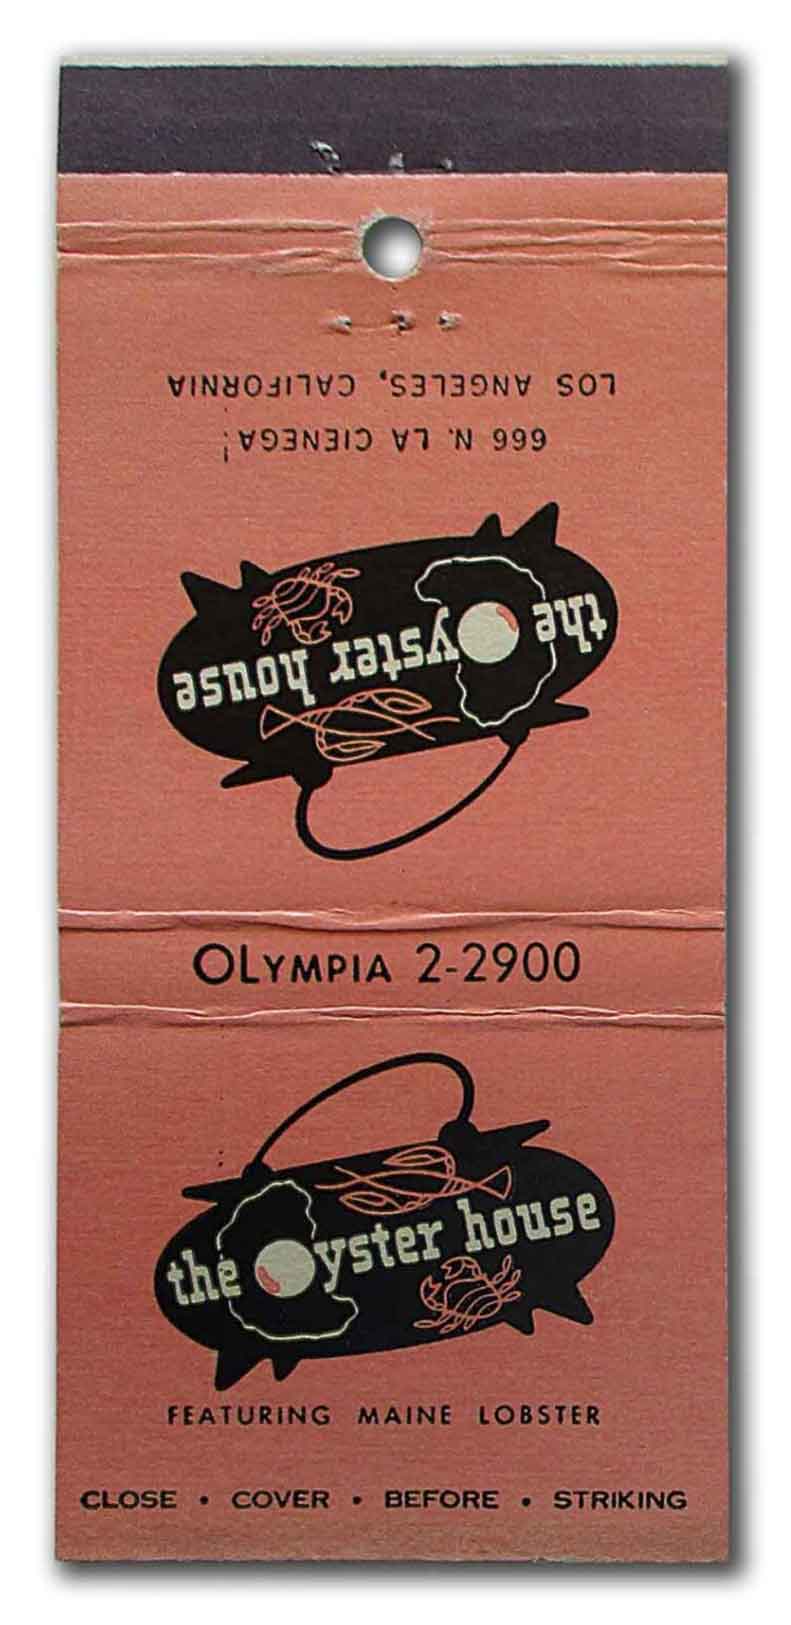 LOS ANGELES, CALIFORNIA
666 N. LA CIENEGA
the Oyster house
OLYMPIA 2-2900
the Oyster house
FEATURING MAINE LOBSTER
CLOSE • COVER • BEFORE • STRIKING